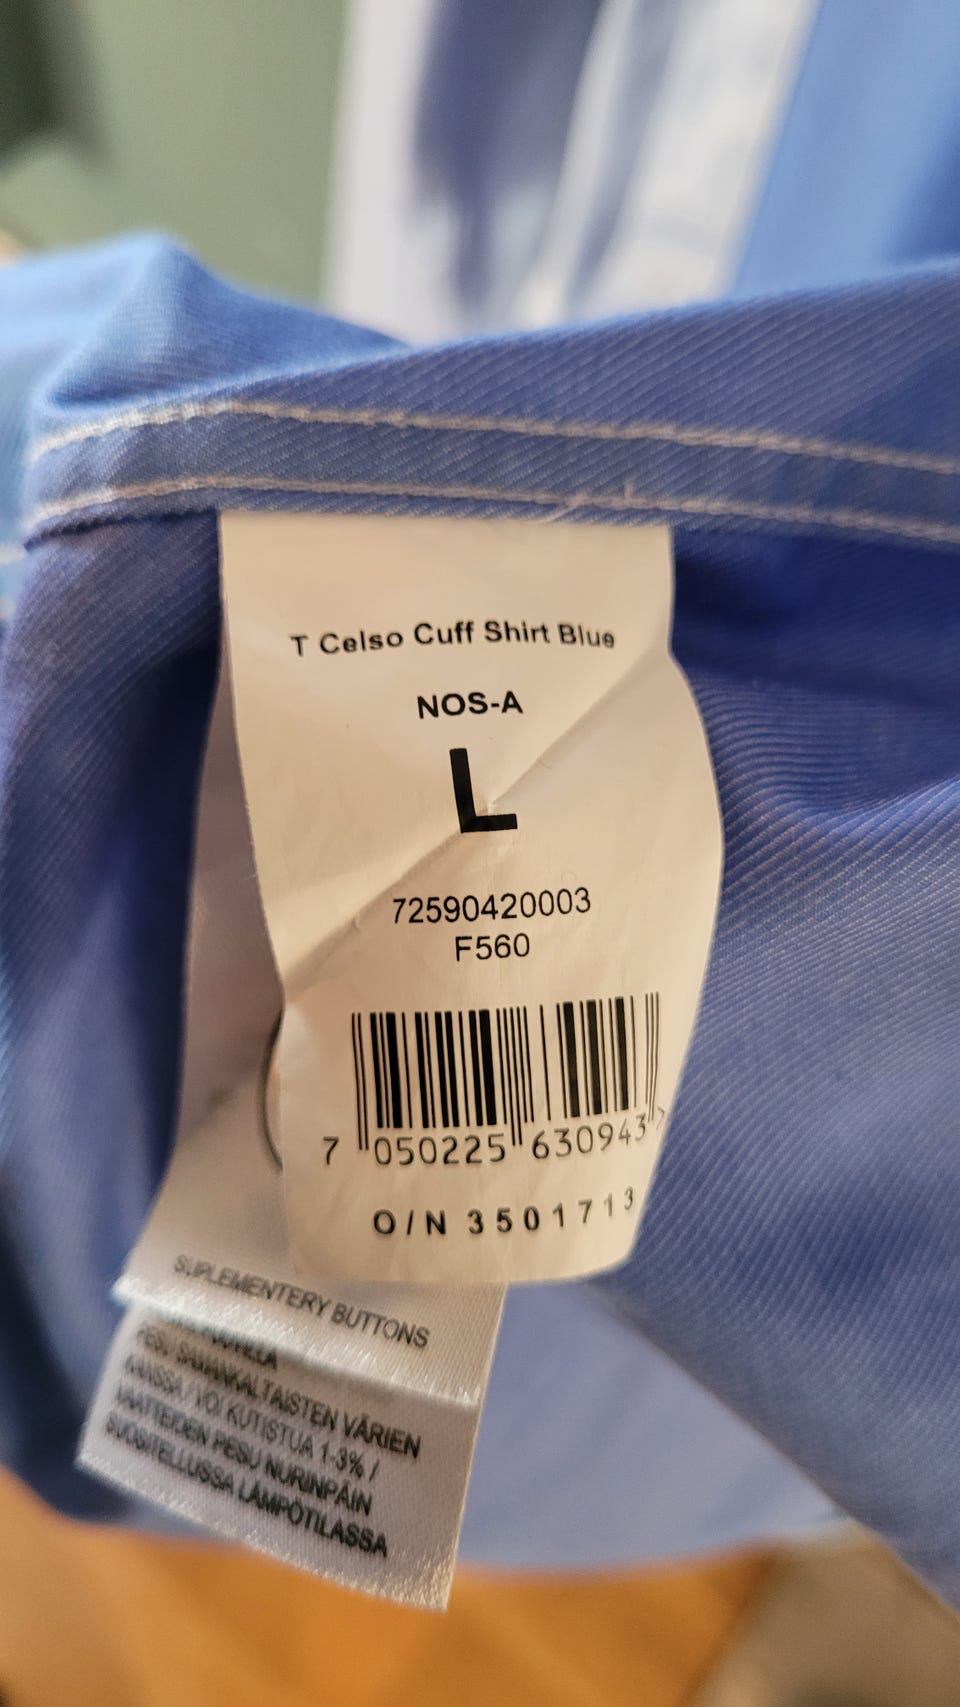 T Celso Cuff Shirt Blue
NOS-A
L
72590420003
F560
7 050225 630943 >
O/N 3501713
SUPLEMENTERY BUTTONS
PESU SAMANKALTAISTEN VÄRIEN
KANSSA / VOI KUTISTUA 1-3% /
VAATTEIDEN PESU NURINPÄIN
SUOSITELLUSSA LÄMPÖTILASSA